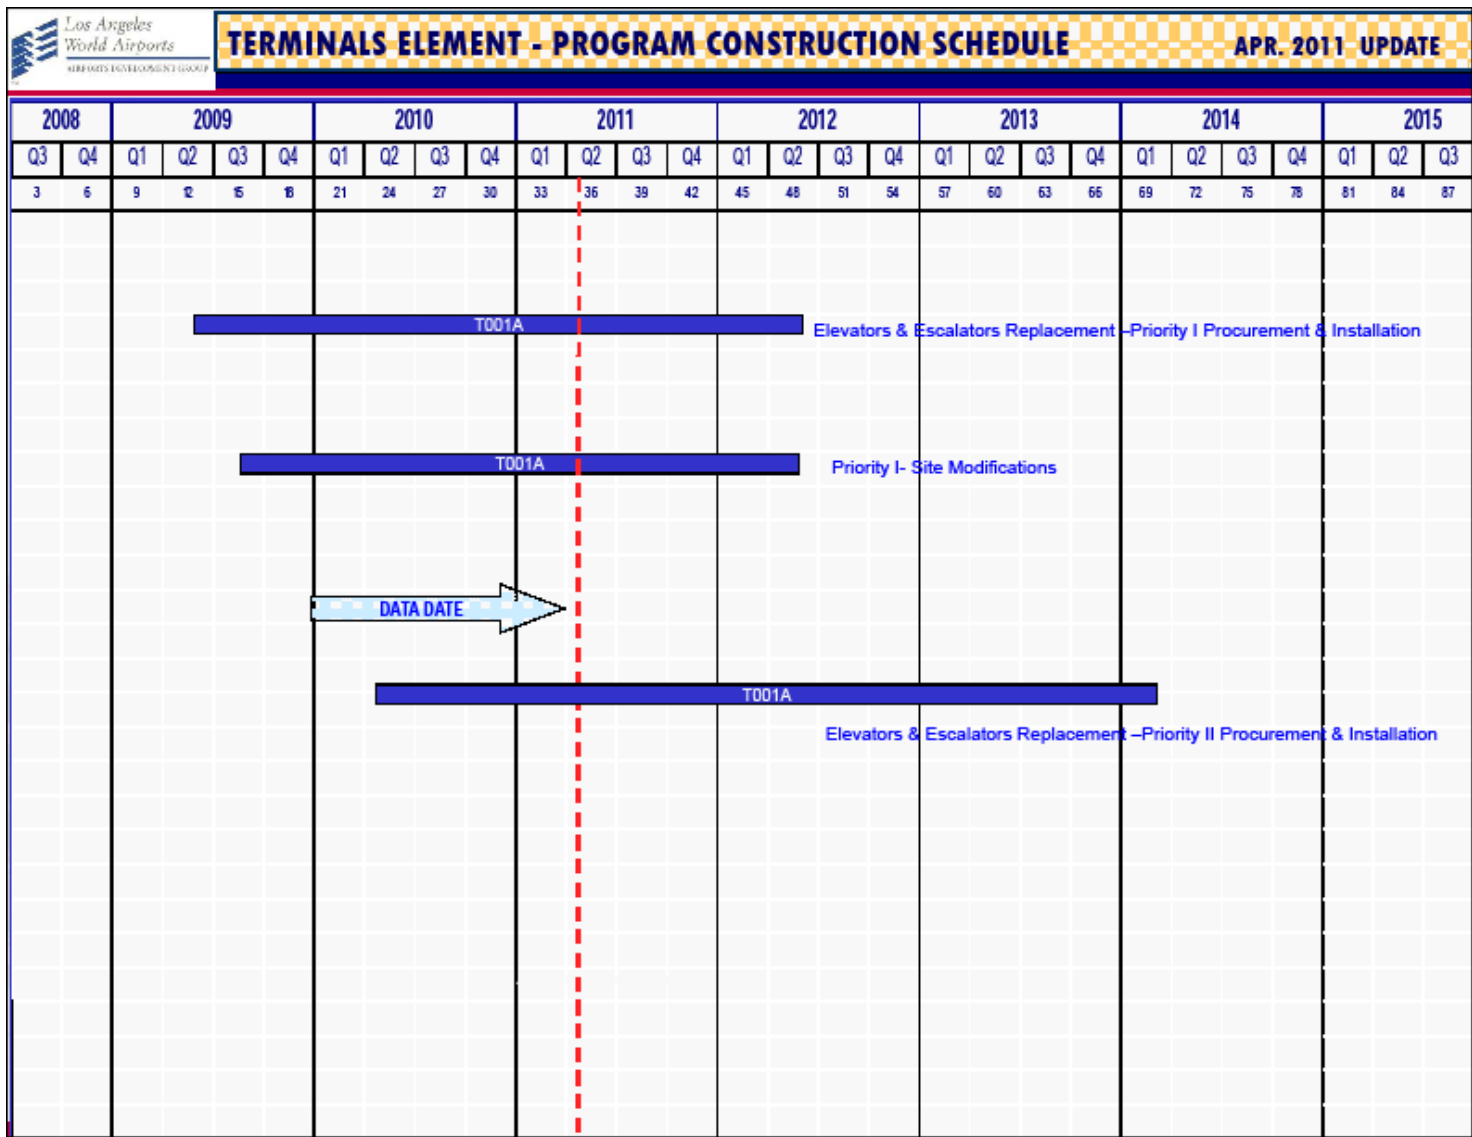 Los Angeles
World Airports
AIRPORTS DEVELOPMENT GROUP
TERMINALS ELEMENT - PROGRAM CONSTRUCTION SCHEDULE APR. 2011 UPDATE
2008 2009 2010 2011 2012 2013 2014 2015
Q3 Q4 Q1 Q2 Q3 Q4 Q1 Q2 Q3 Q4 Q1 Q2 Q3 Q4 Q1 Q2 Q3 Q4 Q1 Q2 Q3 Q4 Q1 Q2 Q3 Q4 Q1 Q2 Q3
3 6 9 12 15 18 21 24 27 30 33 36 39 42 45 48 51 54 57 60 63 66 69 72 75 78 81 84 87
T001A
Elevators & Escalators Replacement –Priority I Procurement & Installation
T001A
Priority I- Site Modifications
DATA DATE
T001A
Elevators & Escalators Replacement –Priority II Procurement & Installation